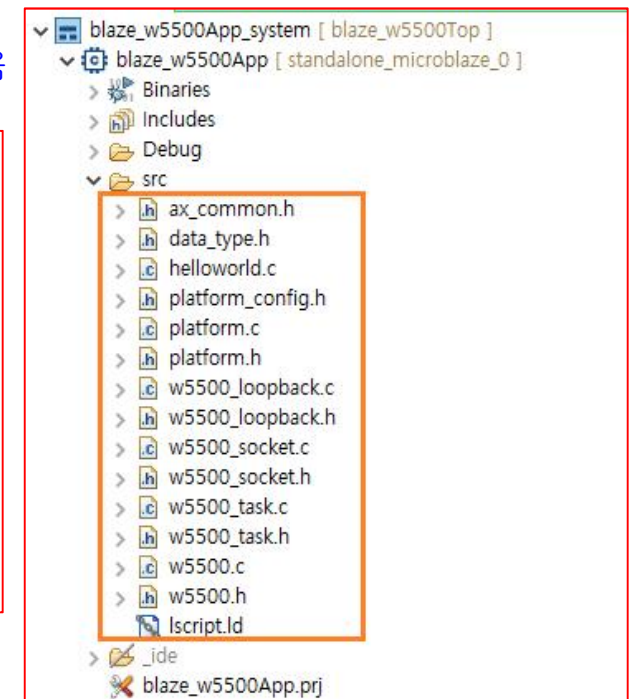 음
blaze_w5500App_system [ blaze_w5500Top ]
blaze_w5500App [ standalone_microblaze_0 ]
Binaries
Includes
Debug
src
ax_common.h
data_type.h
helloworld.c
platform_config.h
platform.c
platform.h
w5500_loopback.c
w5500_loopback.h
w5500_socket.c
w5500_socket.h
w5500_task.c
w5500_task.h
w5500.c
w5500.h
lscript.ld
_ide
blaze_w5500App.prj